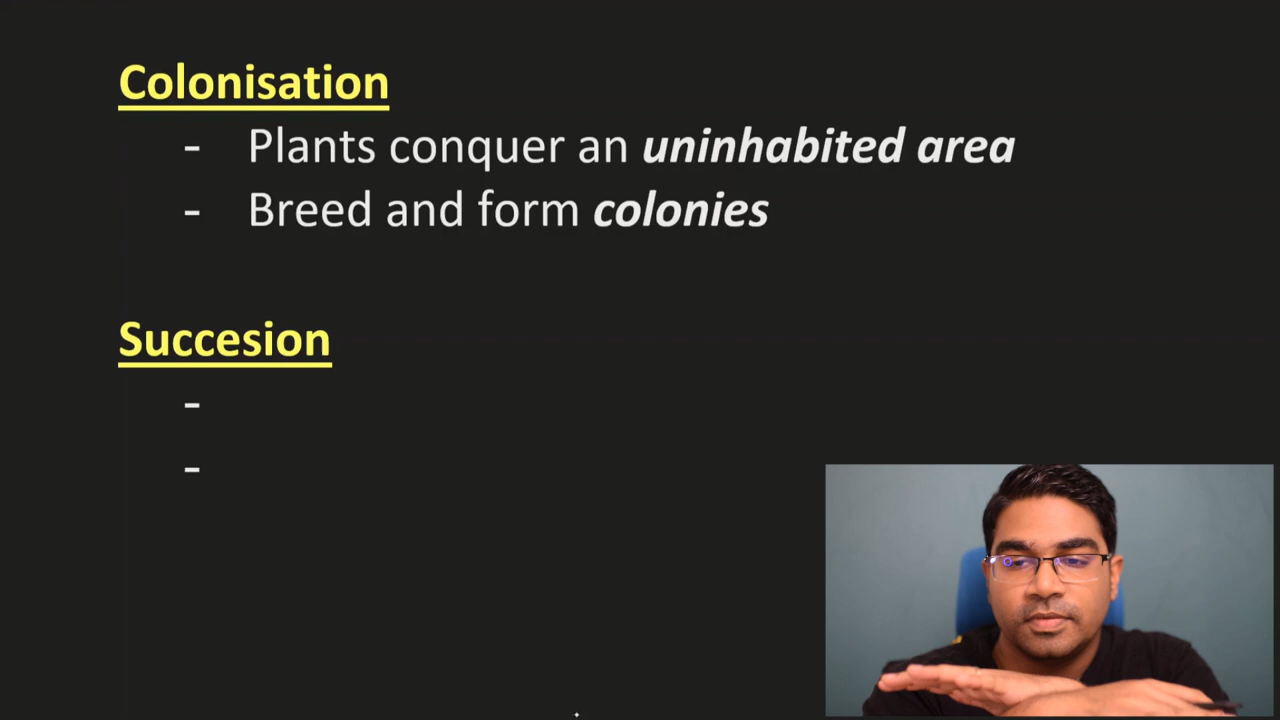 Colonisation
- Plants conquer an uninhabited area
- Breed and form colonies
Succesion
-
-